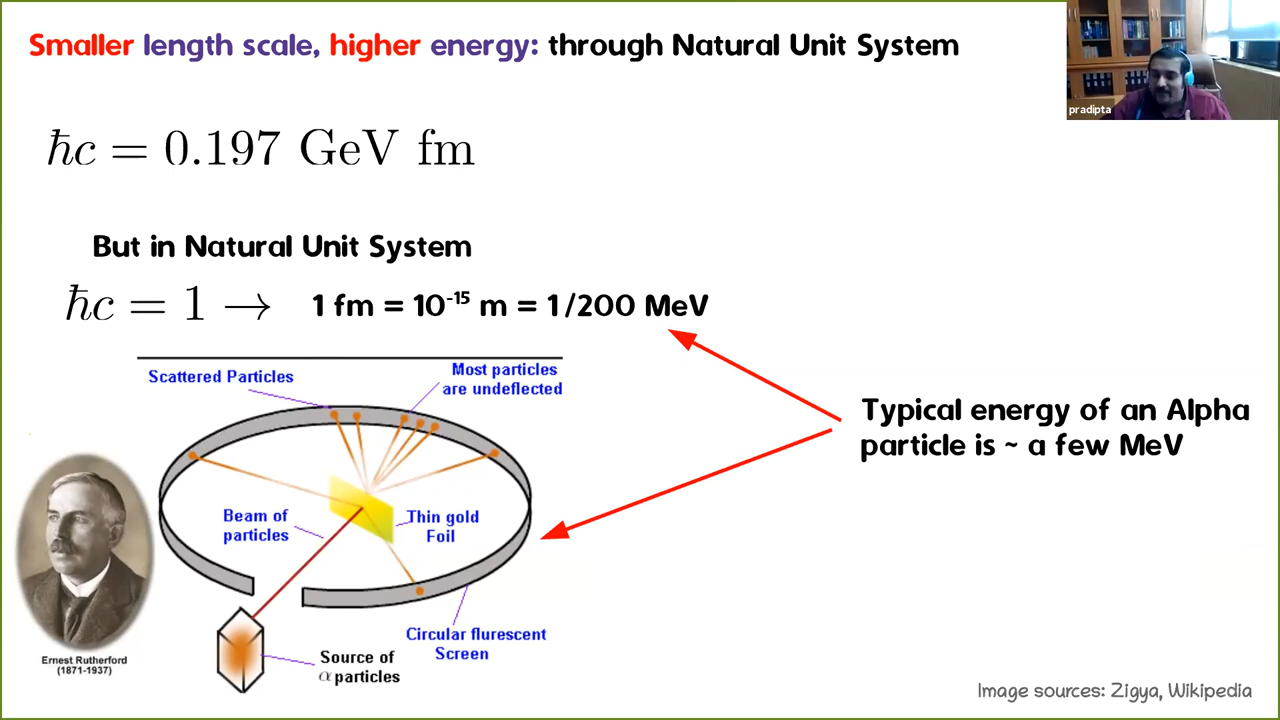 Smaller length scale, higher energy: through Natural Unit System
pradipta
ħc = 0.197 GeV fm
But in Natural Unit System
ħc = 1 → 1 fm = 10⁻¹⁵ m = 1/200 MeV
Scattered Particles
Most particles
are undeflected
Typical energy of an Alpha
particle is ~ a few MeV
Beam of
particles
Thin gold
Foil
Circular flurescent
Screen
Source of
α particles
Ernest Rutherford
(1871-1937)
Image sources: Zigya, Wikipedia